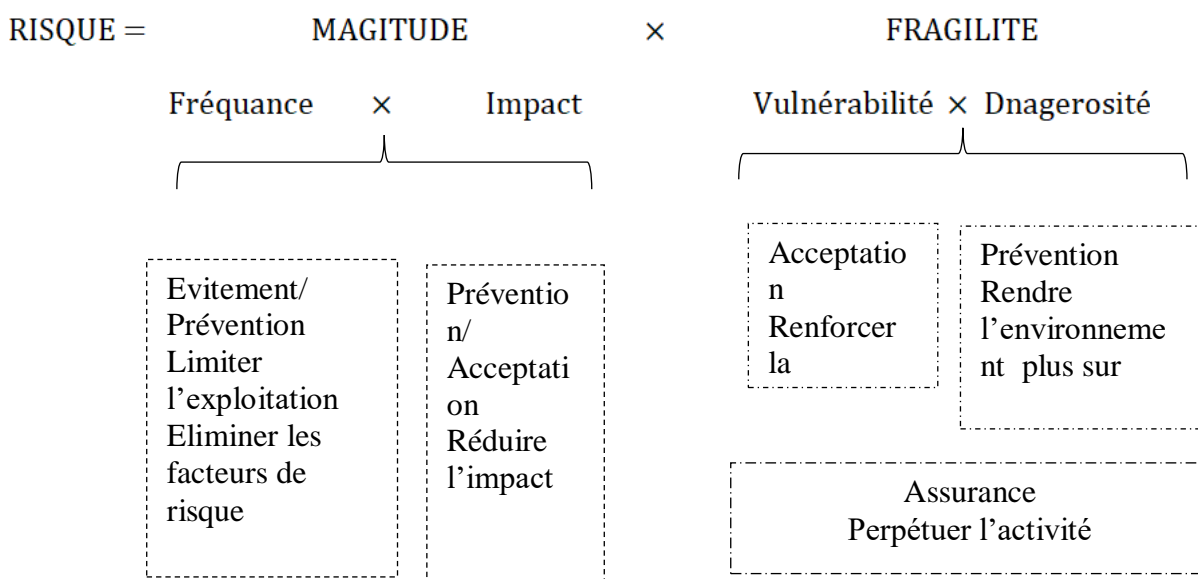 RISQUE = MAGITUDE × FRAGILITE
Fréquance × Impact Vulnérabilité × Dnagerosité
Evitement/
Prévention
Limiter
l’exploitation
Eliminer les
facteurs de
risque
Préventio
n/
Acceptati
on
Réduire
l’impact
Acceptatio
n
Renforcer
la
Prévention
Rendre
l’environneme
nt plus sur
Assurance
Perpétuer l’activité